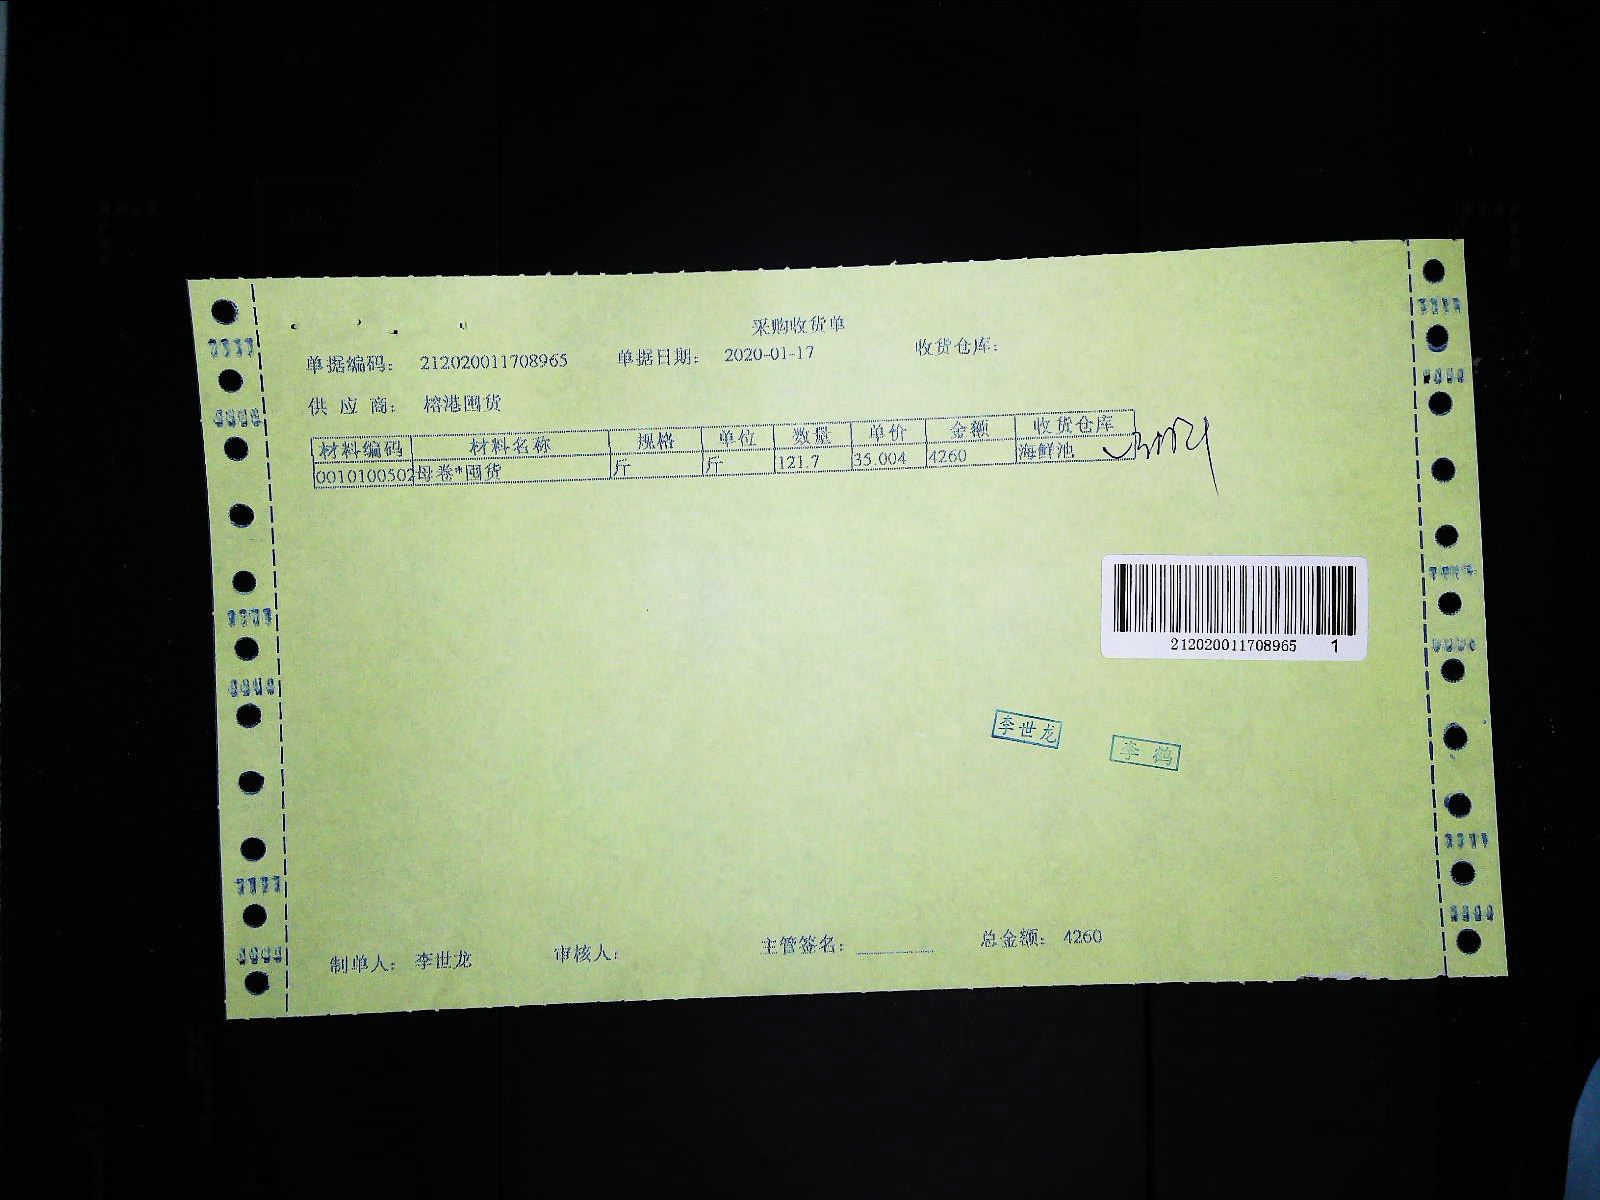 采购收货单
单据编码： 212020011708965 单据日期： 2020-01-17 收货仓库：
供 应 商： 榕港囤货
材料编码 材料名称 规格 单位 数量 单价 金额 收货仓库
0010100502 母卷*囤货 斤 斤 121.7 35.004 4260 海鲜池
212020011708965 1
李世龙
李 鹤
制单人： 李世龙 审核人： 主管签名： 总金额： 4260